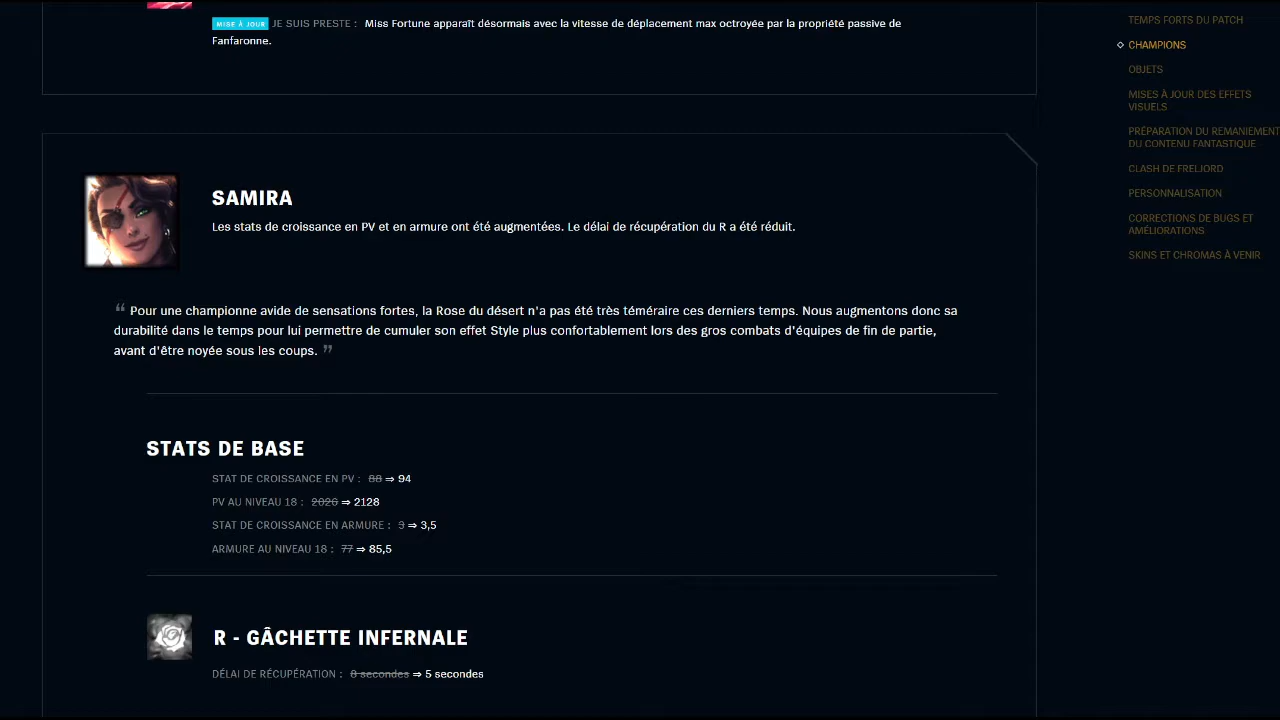 MISE À JOUR JE SUIS PRESTE : Miss Fortune apparaît désormais avec la vitesse de déplacement max octroyée par la propriété passive de
Fanfaronne.
SAMIRA
Les stats de croissance en PV et en armure ont été augmentées. Le délai de récupération du R a été réduit.
“ Pour une championne avide de sensations fortes, la Rose du désert n'a pas été très téméraire ces derniers temps. Nous augmentons donc sa
durabilité dans le temps pour lui permettre de cumuler son effet Style plus confortablement lors des gros combats d'équipes de fin de partie,
avant d'être noyée sous les coups. ”
STATS DE BASE
STAT DE CROISSANCE EN PV : 88 ⇒ 94
PV AU NIVEAU 18 : 2026 ⇒ 2128
STAT DE CROISSANCE EN ARMURE : 3 ⇒ 3,5
ARMURE AU NIVEAU 18 : 77 ⇒ 85,5
R - GÂCHETTE INFERNALE
DÉLAI DE RÉCUPÉRATION : 8 secondes ⇒ 5 secondes
TEMPS FORTS DU PATCH
CHAMPIONS
OBJETS
MISES À JOUR DES EFFETS
VISUELS
PRÉPARATION DU REMANIEMENT
DU CONTENU FANTASTIQUE
CLASH DE FRELJORD
PERSONNALISATION
CORRECTIONS DE BUGS ET
AMÉLIORATIONS
SKINS ET CHROMAS À VENIR